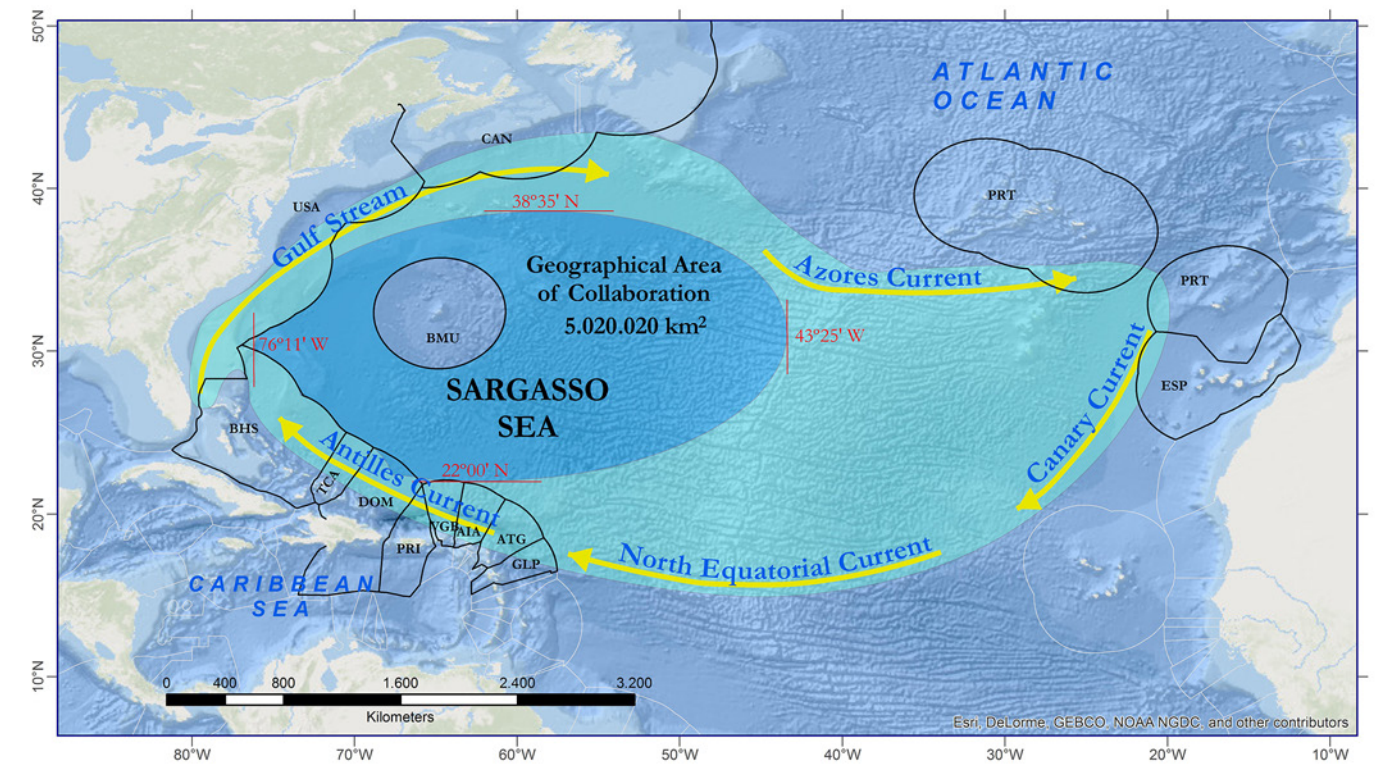 50°N
40°N
30°N
20°N
10°N
ATLANTIC
OCEAN
CAN
USA
Gulf Stream
38°35' N
PRT
Geographical Area
of Collaboration
5.020.020 km²
Azores Current
PRT
76°11' W
BMU
43°25' W
SARGASSO
SEA
ESP
Canary Current
BHS
Antilles Current
22°00' N
TCA
DOM
VGB
AIA
ATG
PRI
GLP
North Equatorial Current
CARIBBEAN
SEA
0 400 800 1.600 2.400 3.200
Kilometers
Esri, DeLorme, GEBCO, NOAA NGDC, and other contributors
80°W 70°W 60°W 50°W 40°W 30°W 20°W 10°W